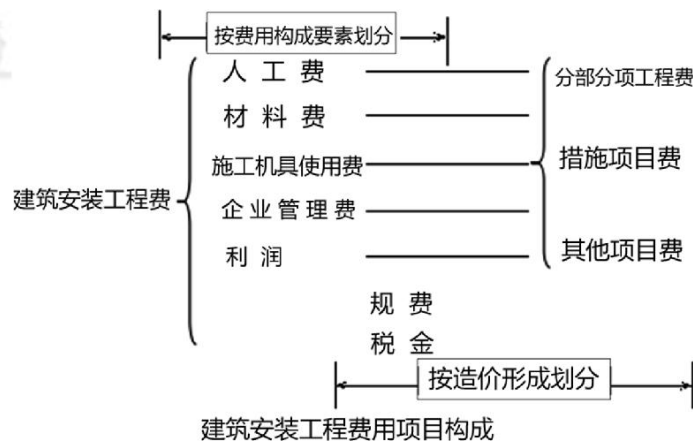 按费用构成要素划分
人工费
分部分项工程费
材料费
施工机具使用费
措施项目费
建筑安装工程费
企业管理费
利润
其他项目费
规费
税金
按造价形成划分
建筑安装工程费用项目构成